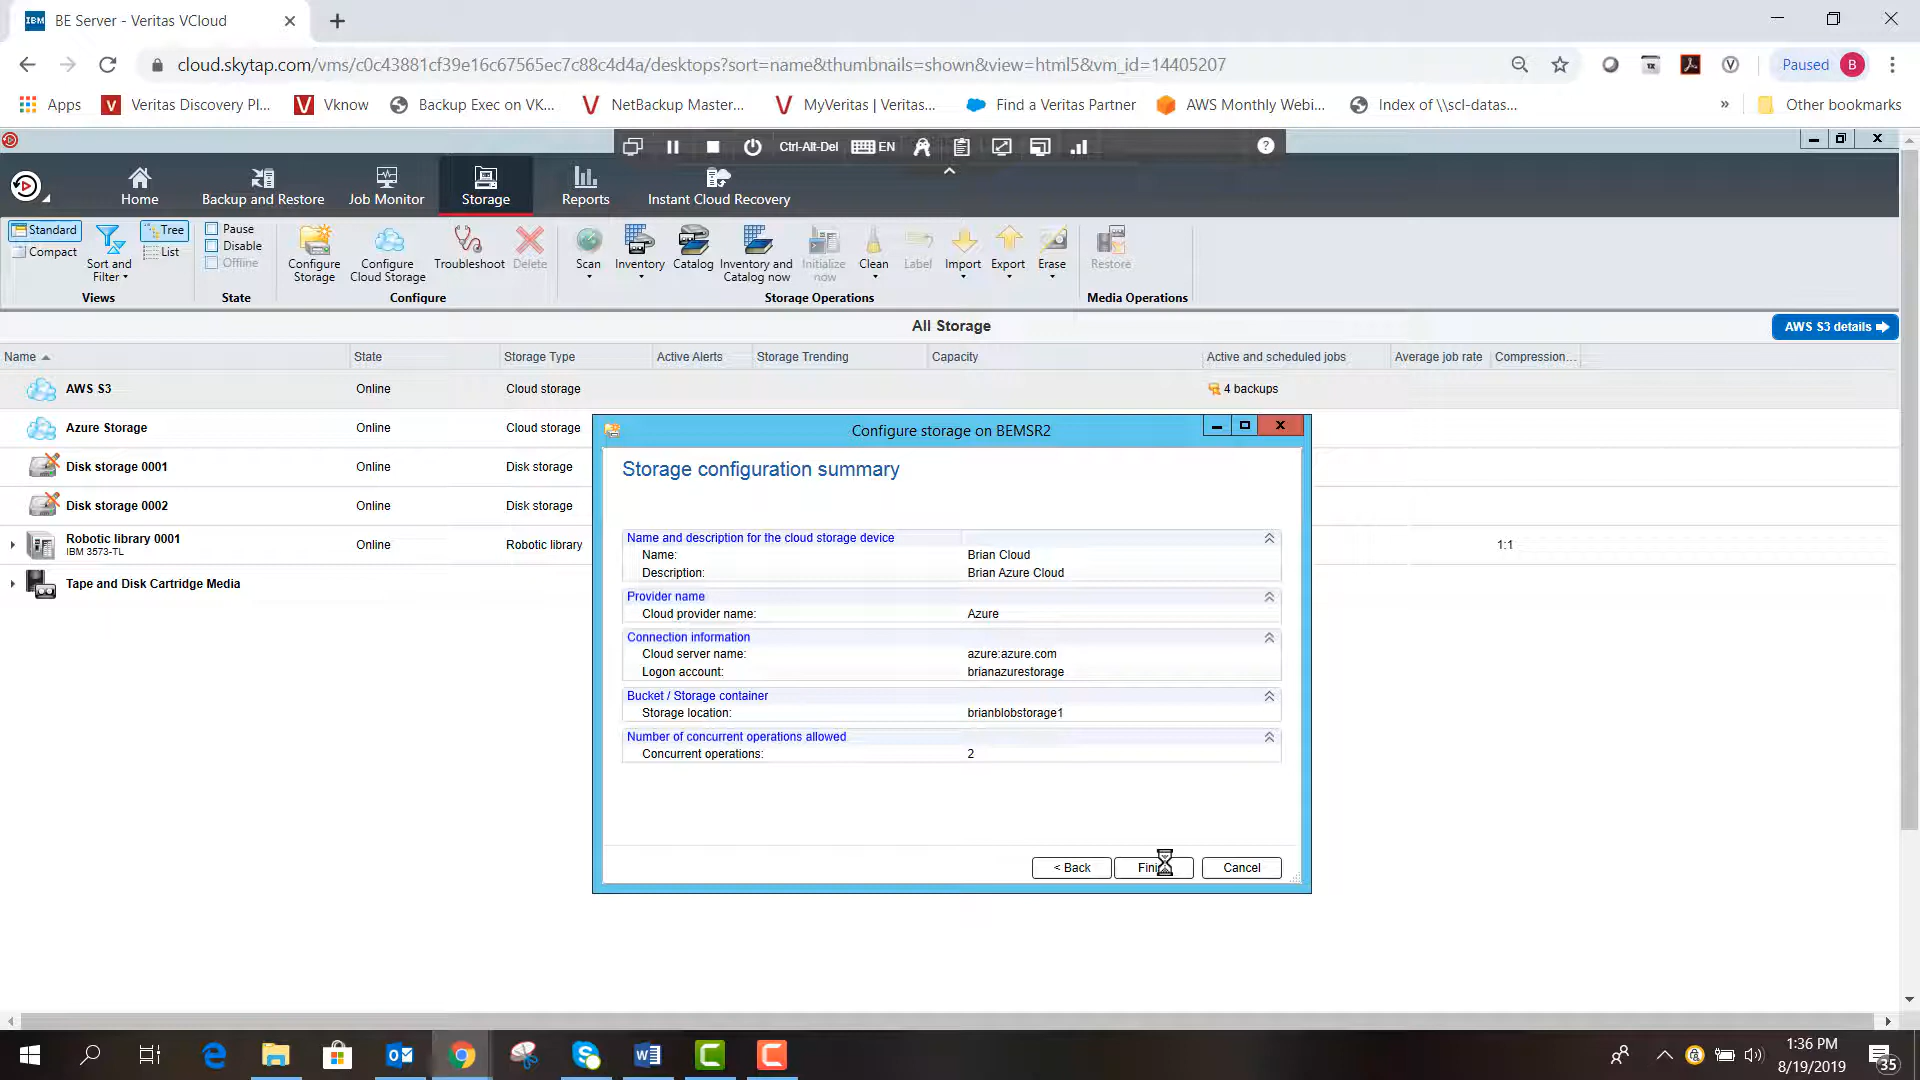 IBM BE Server - Veritas VCloud
cloud.skytap.com/vms/c0c43881cf39e16c67565ec7c88c4d4a/desktops?sort=name&thumbnails=shown&view=html5&vm_id=14405207
Paused B
Apps Veritas Discovery Pl... Vknow Backup Exec on VK... NetBackup Master... MyVeritas | Veritas... Find a Veritas Partner AWS Monthly Webi... Index of \\scl-datas... » Other bookmarks
Ctrl-Alt-Del EN
Home Backup and Restore Job Monitor Storage Reports Instant Cloud Recovery
Standard
Compact
Sort and
Filter
Tree
List
Views
Pause
Disable
Offline
State
Configure
Storage
Configure
Cloud Storage
Troubleshoot
Delete
Configure
Scan
Inventory
Catalog
Inventory and
Catalog now
Initialize
now
Clean
Label
Import
Export
Erase
Storage Operations
Restore
Media Operations
All Storage
AWS S3 details
Name State Storage Type Active Alerts Storage Trending Capacity Active and scheduled jobs Average job rate Compression...
AWS S3 Online Cloud storage 4 backups
Azure Storage Online Cloud storage
Disk storage 0001 Online Disk storage
Disk storage 0002 Online Disk storage
Robotic library 0001 Online Robotic library 1:1
IBM 3573-TL
Tape and Disk Cartridge Media
Configure storage on BEMSR2
Storage configuration summary
Name and description for the cloud storage device
Name: Brian Cloud
Description: Brian Azure Cloud
Provider name
Cloud provider name: Azure
Connection information
Cloud server name: azure:azure.com
Logon account: brianazurestorage
Bucket / Storage container
Storage location: brianblobstorage1
Number of concurrent operations allowed
Concurrent operations: 2
< Back Fini Cancel
1:36 PM
8/19/2019
35